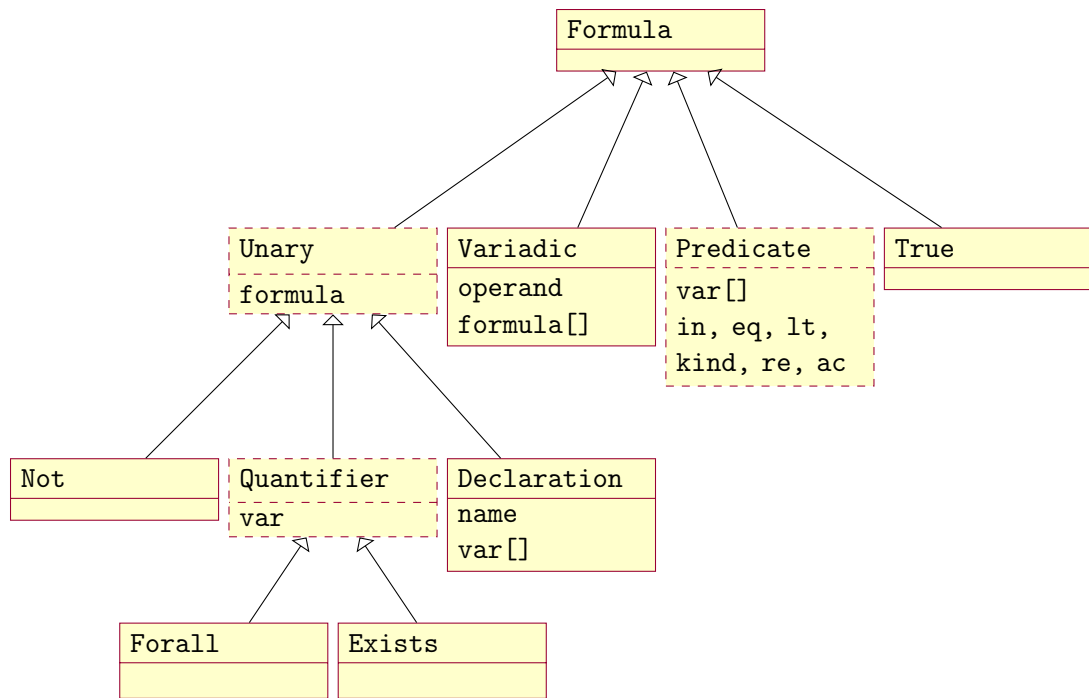 Formula
Unary
formula
Variadic
operand
formula[]
Predicate
var[]
in, eq, lt,
kind, re, ac
True
Not
Quantifier
var
Declaration
name
var[]
Forall
Exists